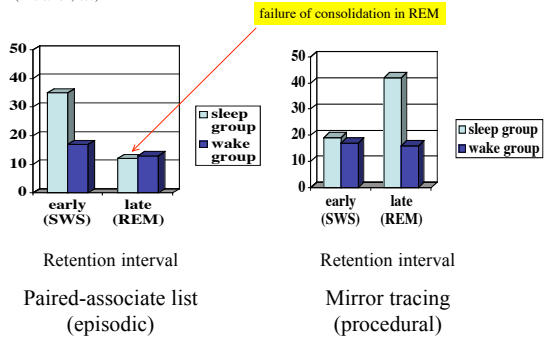 failure of consolidation in REM
50
40
30
20
10
0
early
(SWS)
late
(REM)
sleep
group
wake
group
Retention interval
Paired-associate list
(episodic)
50
40
30
20
10
0
early
(SWS)
late
(REM)
sleep group
wake group
Retention interval
Mirror tracing
(procedural)